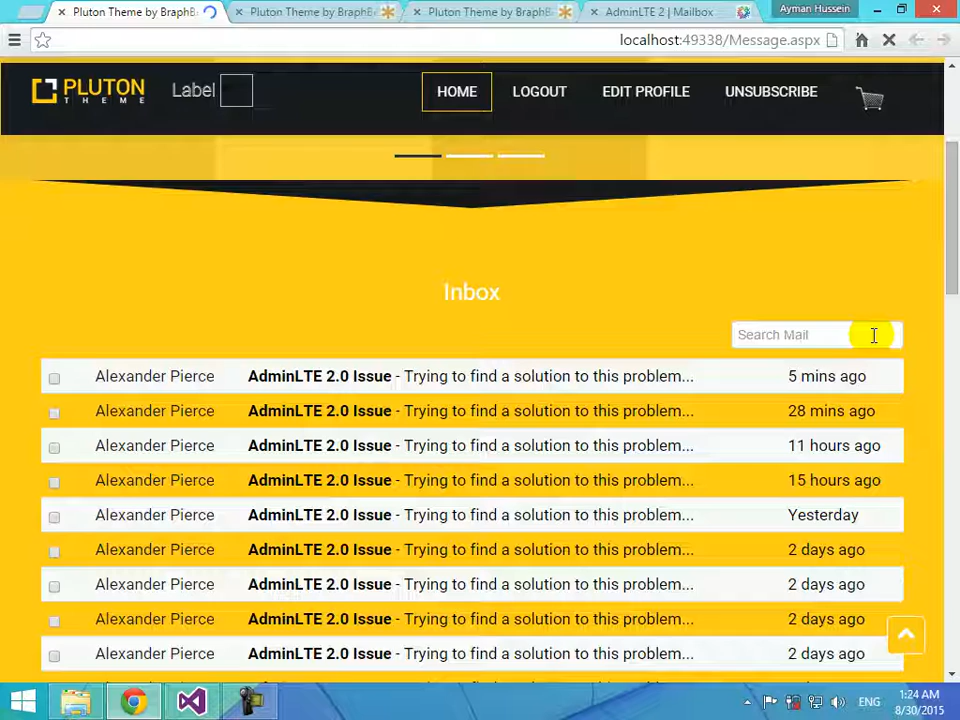 Pluton Theme by BraphB
Pluton Theme by BraphB
Pluton Theme by BraphB
AdminLTE 2 | Mailbox
Ayman Hussein
localhost:49338/Message.aspx
PLUTON
THEME
Label
HOME
LOGOUT
EDIT PROFILE
UNSUBSCRIBE
Inbox
Search Mail
Alexander Pierce AdminLTE 2.0 Issue - Trying to find a solution to this problem... 5 mins ago
Alexander Pierce AdminLTE 2.0 Issue - Trying to find a solution to this problem... 28 mins ago
Alexander Pierce AdminLTE 2.0 Issue - Trying to find a solution to this problem... 11 hours ago
Alexander Pierce AdminLTE 2.0 Issue - Trying to find a solution to this problem... 15 hours ago
Alexander Pierce AdminLTE 2.0 Issue - Trying to find a solution to this problem... Yesterday
Alexander Pierce AdminLTE 2.0 Issue - Trying to find a solution to this problem... 2 days ago
Alexander Pierce AdminLTE 2.0 Issue - Trying to find a solution to this problem... 2 days ago
Alexander Pierce AdminLTE 2.0 Issue - Trying to find a solution to this problem... 2 days ago
Alexander Pierce AdminLTE 2.0 Issue - Trying to find a solution to this problem... 2 days ago
ENG
1:24 AM
8/30/2015